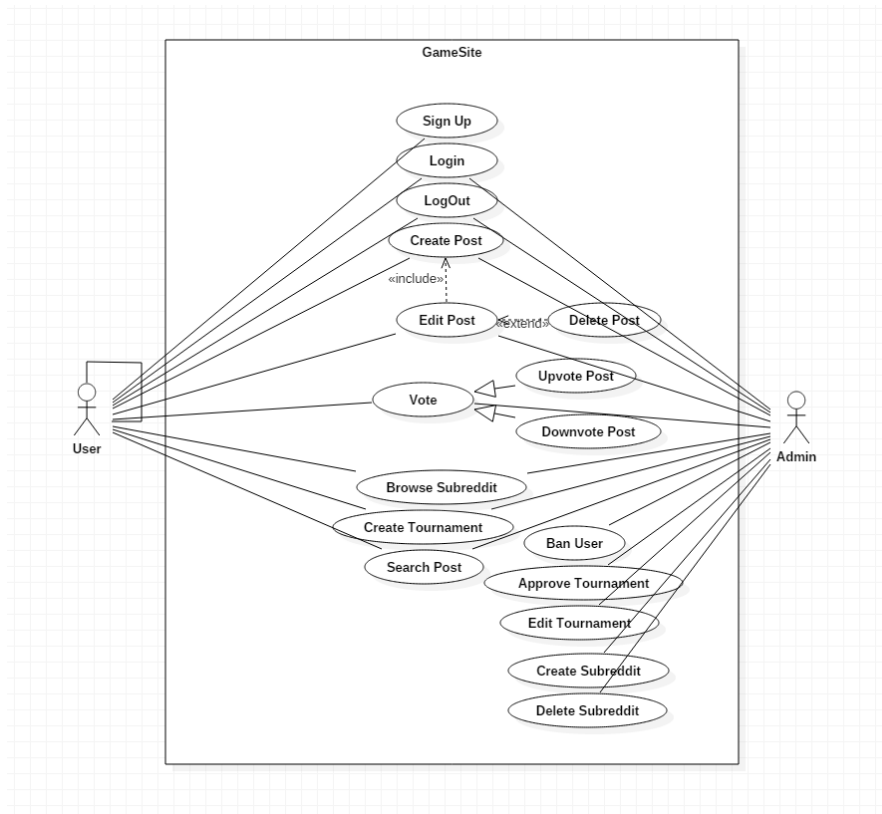 GameSite
Sign Up
Login
LogOut
Create Post
«include»
Edit Post
«extend»
Delete Post
Upvote Post
Vote
Downvote Post
User
Admin
Browse Subreddit
Create Tournament
Ban User
Search Post
Approve Tournament
Edit Tournament
Create Subreddit
Delete Subreddit